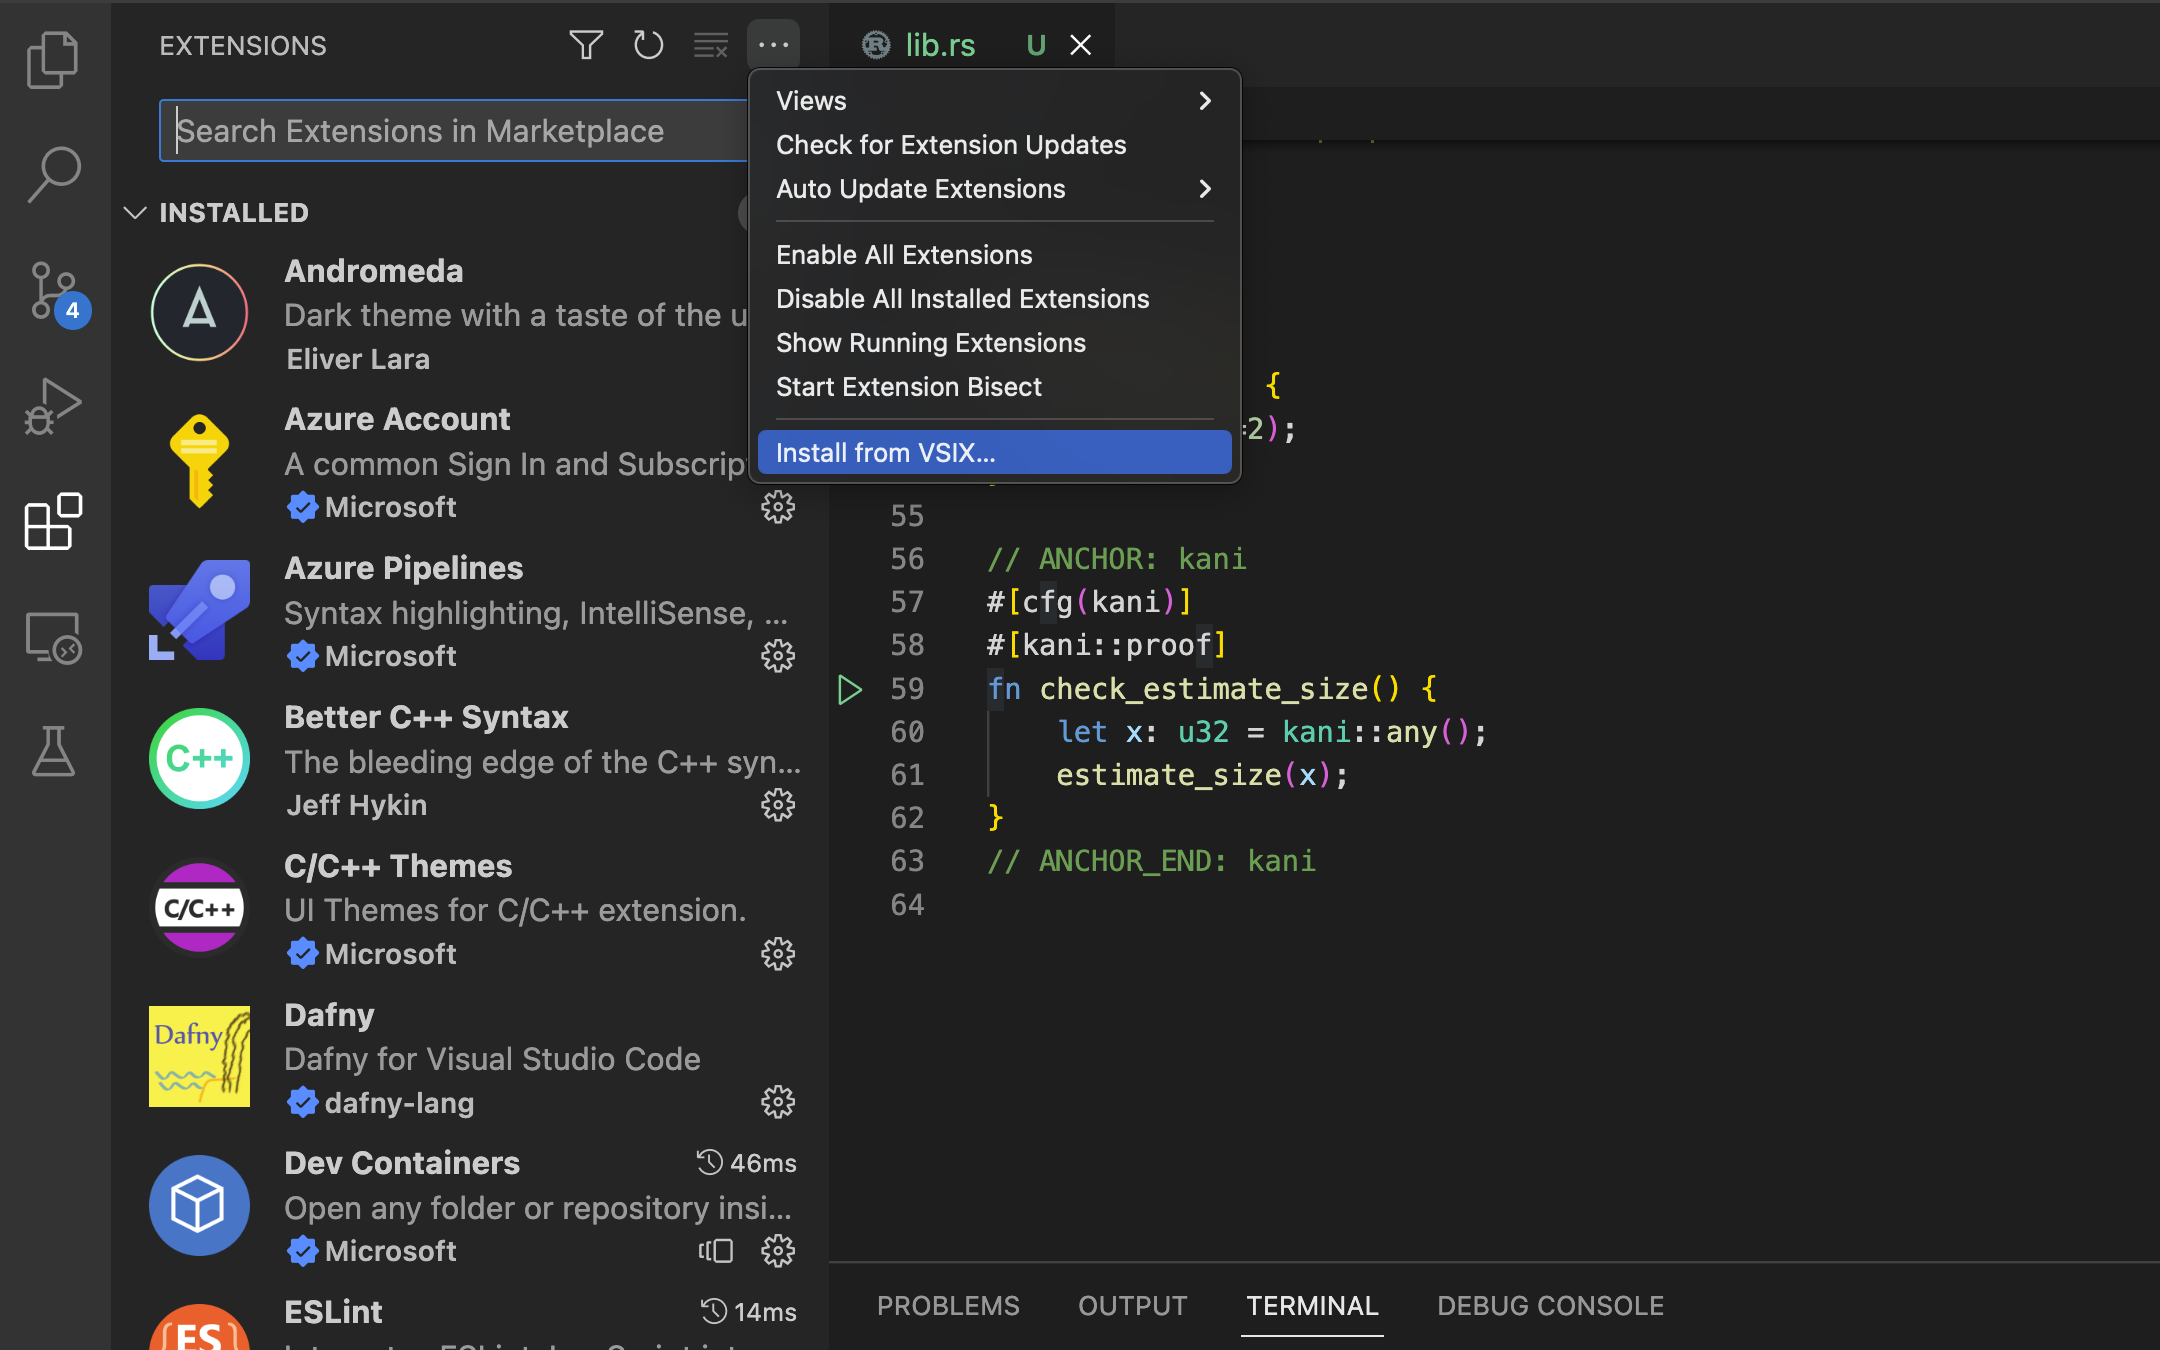 EXTENSIONS
Search Extensions in Marketplace
INSTALLED
Andromeda
Dark theme with a taste of the u
Eliver Lara
A
4
Azure Account
A common Sign In and Subscrip
Microsoft
Azure Pipelines
Syntax highlighting, IntelliSense, ...
Microsoft
C++
Better C++ Syntax
The bleeding edge of the C++ syn...
Jeff Hykin
C/C++
C/C++ Themes
UI Themes for C/C++ extension.
Microsoft
Dafny
Dafny
Dafny for Visual Studio Code
dafny-lang
Dev Containers 46ms
Open any folder or repository insi...
Microsoft
ES
ESLint 14ms
lib.rs U
Views
Check for Extension Updates
Auto Update Extensions
Enable All Extensions
Disable All Installed Extensions
Show Running Extensions
Start Extension Bisect
Install from VSIX...
{
2);
55
56 // ANCHOR: kani
57 #[cfg(kani)]
58 #[kani::proof]
59 fn check_estimate_size() {
60 let x: u32 = kani::any();
61 estimate_size(x);
62 }
63 // ANCHOR_END: kani
64
PROBLEMS OUTPUT TERMINAL DEBUG CONSOLE